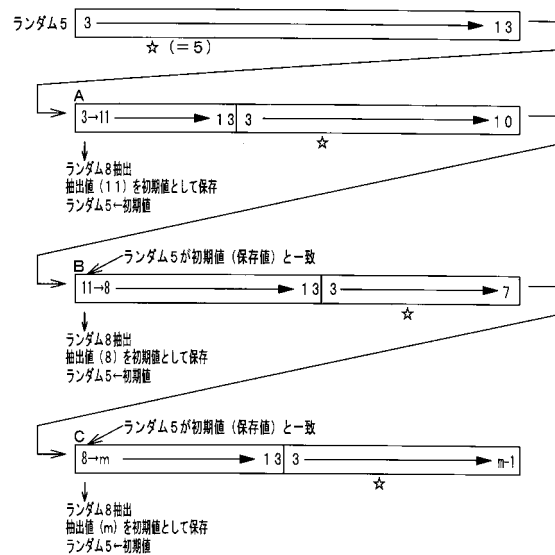 ランダム5
3 13
☆(=5)
A
3→11 13 3 10
☆
ランダム8抽出
抽出値(11)を初期値として保存
ランダム5←初期値
B
ランダム5が初期値(保存値)と一致
11→8 13 3 7
☆
ランダム8抽出
抽出値(8)を初期値として保存
ランダム5←初期値
C
ランダム5が初期値(保存値)と一致
8→m 13 3 m-1
☆
ランダム8抽出
抽出値(m)を初期値として保存
ランダム5←初期値